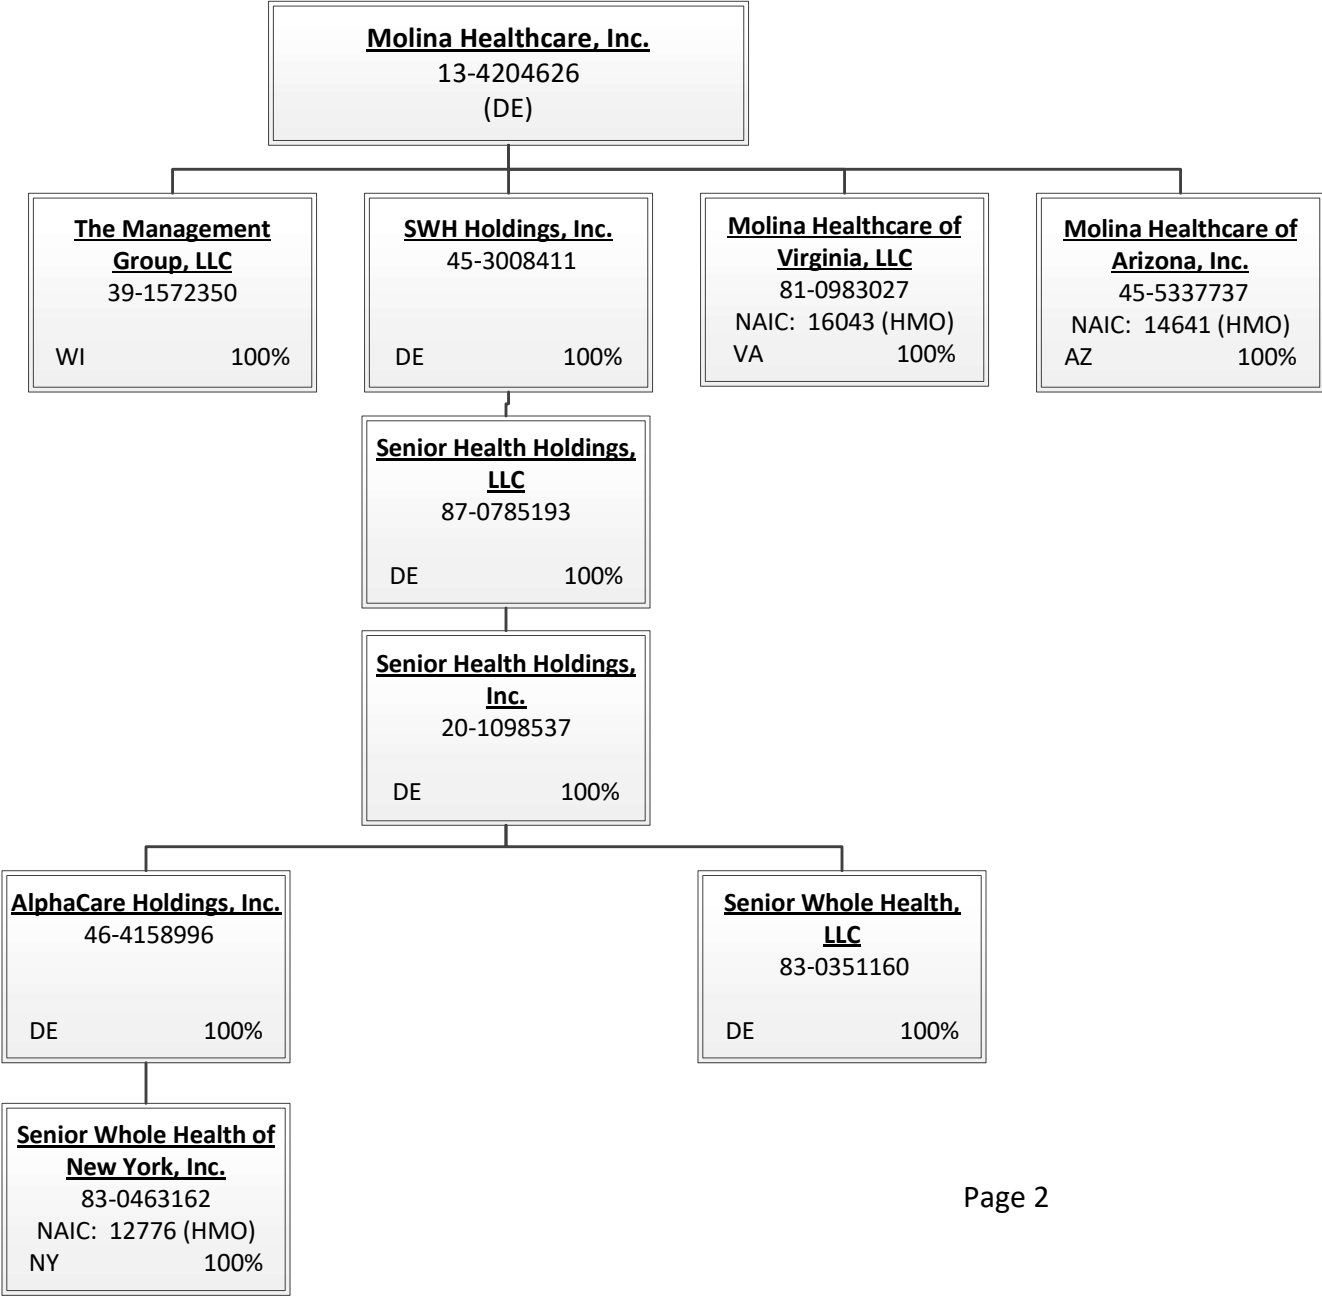 Molina Healthcare, Inc.
13-4204626
(DE)
The Management
Group, LLC
39-1572350
WI 100%
SWH Holdings, Inc.
45-3008411
DE 100%
Molina Healthcare of
Virginia, LLC
81-0983027
NAIC: 16043 (HMO)
VA 100%
Molina Healthcare of
Arizona, Inc.
45-5337737
NAIC: 14641 (HMO)
AZ 100%
Senior Health Holdings,
LLC
87-0785193
DE 100%
Senior Health Holdings,
Inc.
20-1098537
DE 100%
AlphaCare Holdings, Inc.
46-4158996
DE 100%
Senior Whole Health,
LLC
83-0351160
DE 100%
Senior Whole Health of
New York, Inc.
83-0463162
NAIC: 12776 (HMO)
NY 100%
Page 2